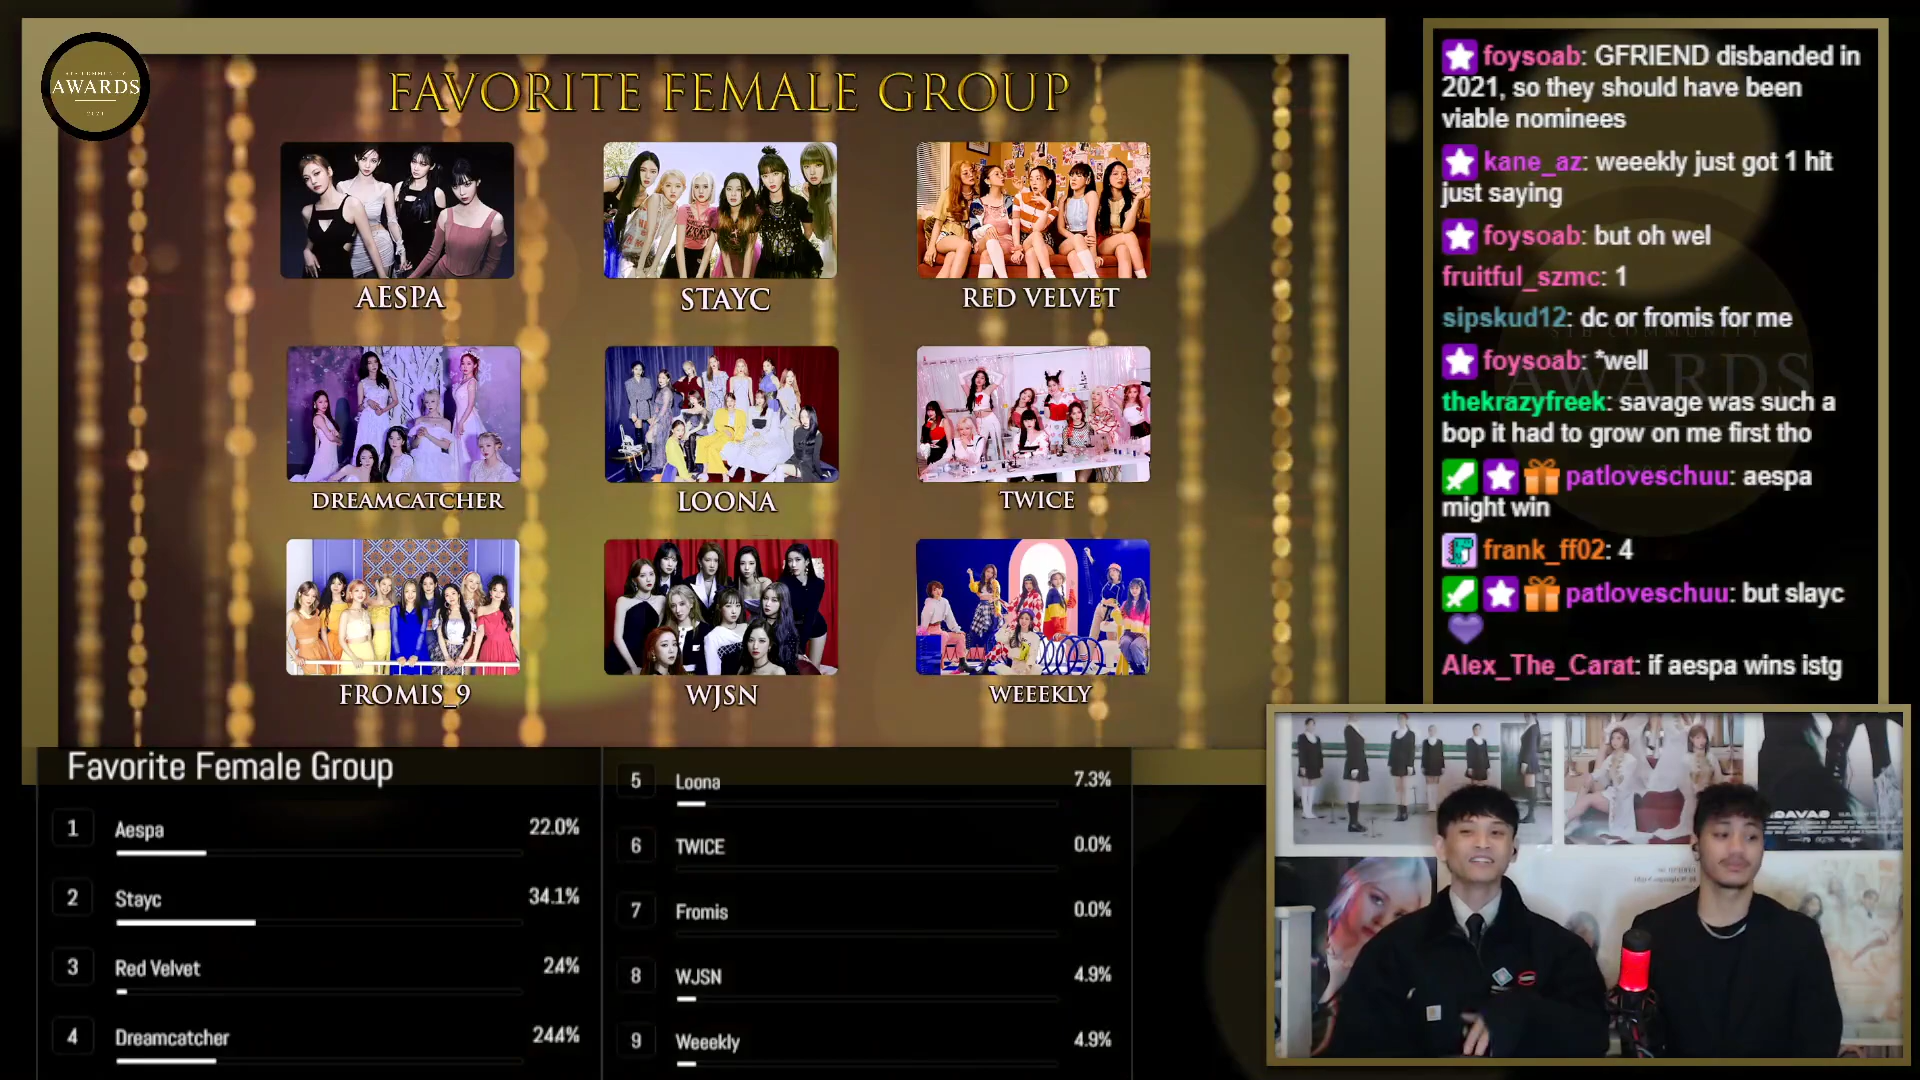 AWARDS
2021
FAVORITE FEMALE GROUP
AESPA
STAYC
RED VELVET
DREAMCATCHER
LOONA
TWICE
FROMIS_9
WJSN
WEEEKLY
Favorite Female Group
1 Aespa 22.0%
2 Stayc 34.1%
3 Red Velvet 24%
4 Dreamcatcher 244%
5 Loona 7.3%
6 TWICE 0.0%
7 Fromis 0.0%
8 WJSN 4.9%
9 Weeekly 4.9%
foysoab: GFRIEND disbanded in
2021, so they should have been
viable nominees
kane_az: weeekly just got 1 hit
just saying
foysoab: but oh wel
fruitful_szmc: 1
sipskud12: dc or fromis for me
foysoab: *well
thekrazyfreek: savage was such a
bop it had to grow on me first tho
patloveschuu: aespa
might win
frank_ff02: 4
patloveschuu: but slayc
Alex_The_Carat: if aespa wins istg
AWARDS